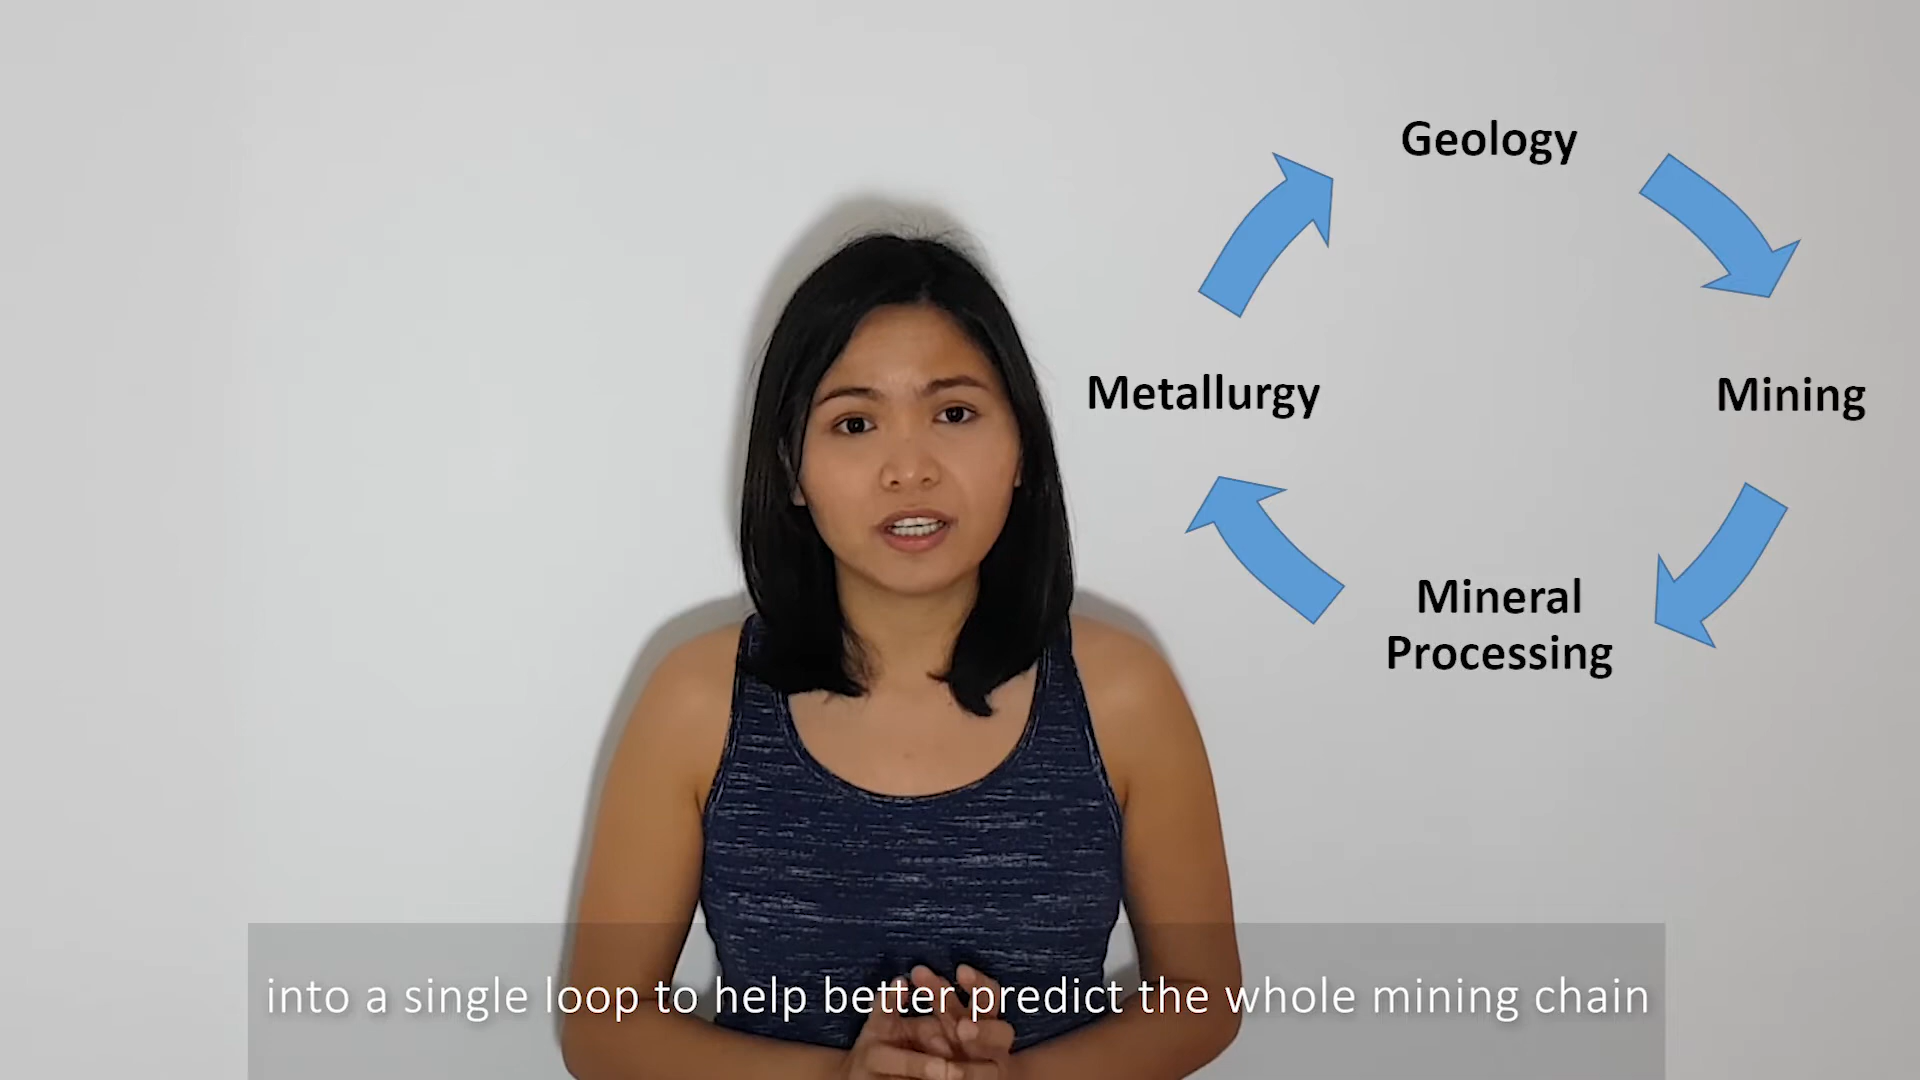 Geology
Metallurgy
Mining
Mineral
Processing
into a single loop to help better predict the whole mining chain